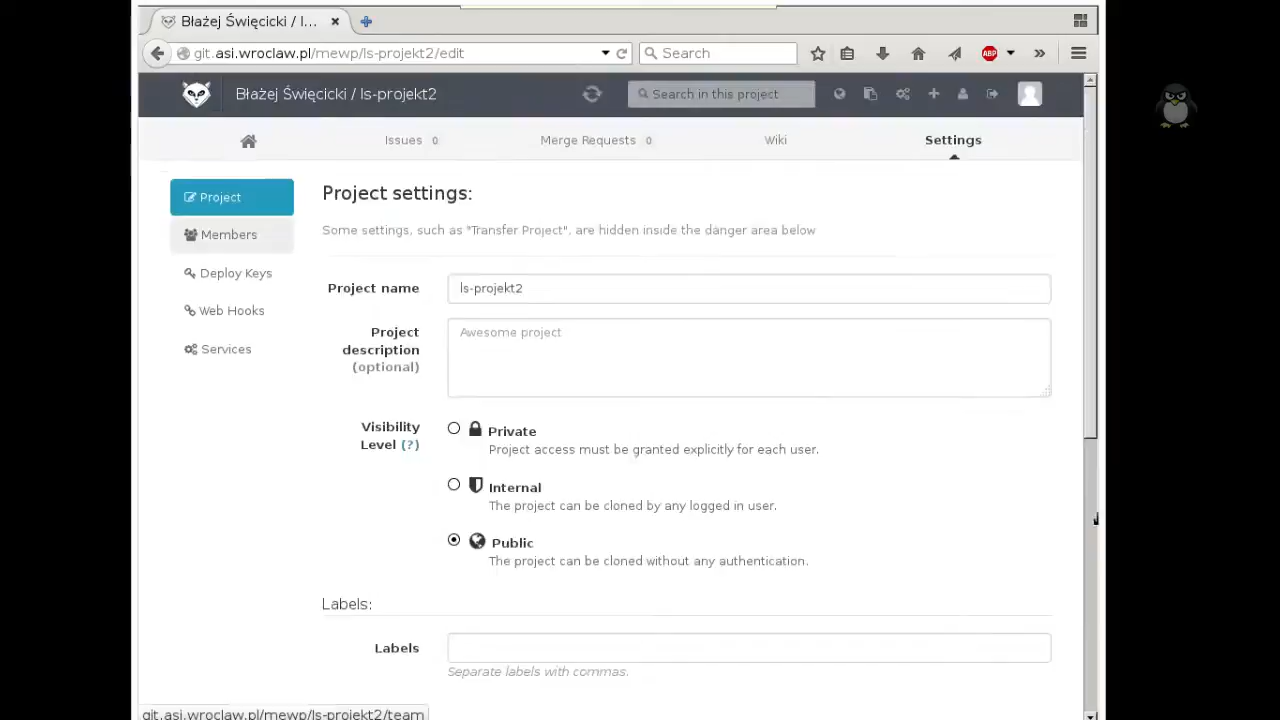 Błażej Święcicki / l...
git.asi.wroclaw.pl/mewp/ls-projekt2/edit
Search
ABP
Błażej Święcicki / ls-projekt2
Search in this project
Issues 0
Merge Requests 0
Wiki
Settings
Project
Members
Deploy Keys
Web Hooks
Services
Project settings:
Some settings, such as "Transfer Project", are hidden inside the danger area below
Project name
ls-projekt2
Project
description
(optional)
Awesome project
Visibility
Level (?)
Private
Project access must be granted explicitly for each user.
Internal
The project can be cloned by any logged in user.
Public
The project can be cloned without any authentication.
Labels:
Labels
Separate labels with commas.
git.asi.wroclaw.pl/mewp/ls-projekt2/team